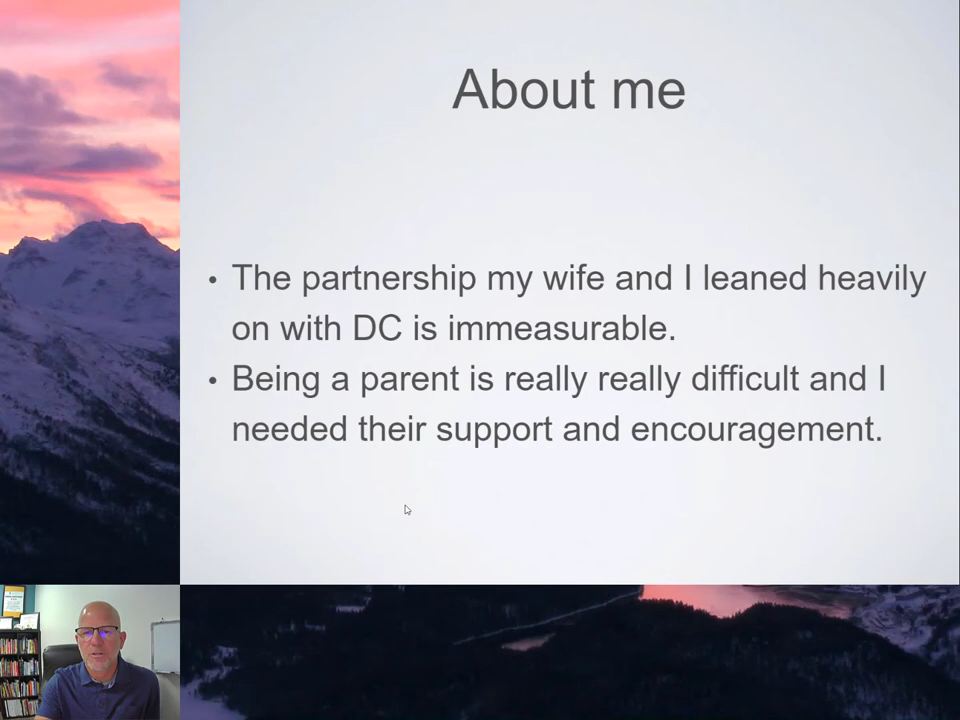 About me
• The partnership my wife and I leaned heavily
on with DC is immeasurable.
• Being a parent is really really difficult and I
needed their support and encouragement.